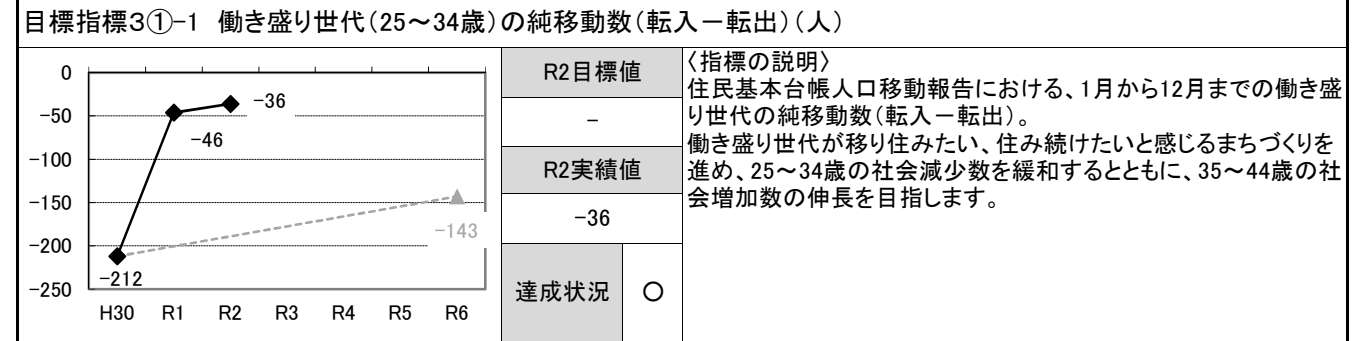 目標指標3①-1 働き盛り世代(25～34歳)の純移動数(転入－転出)(人)
0
-50
-100
-150
-200
-250
-36
-46
-143
-212
H30 R1 R2 R3 R4 R5 R6
R2目標値
-
R2実績値
-36
達成状況 ○
〈指標の説明〉
住民基本台帳人口移動報告における、1月から12月までの働き盛
り世代の純移動数(転入－転出)。
働き盛り世代が移り住みたい、住み続けたいと感じるまちづくりを
進め、25～34歳の社会減少数を緩和するとともに、35～44歳の社
会増加数の伸長を目指します。